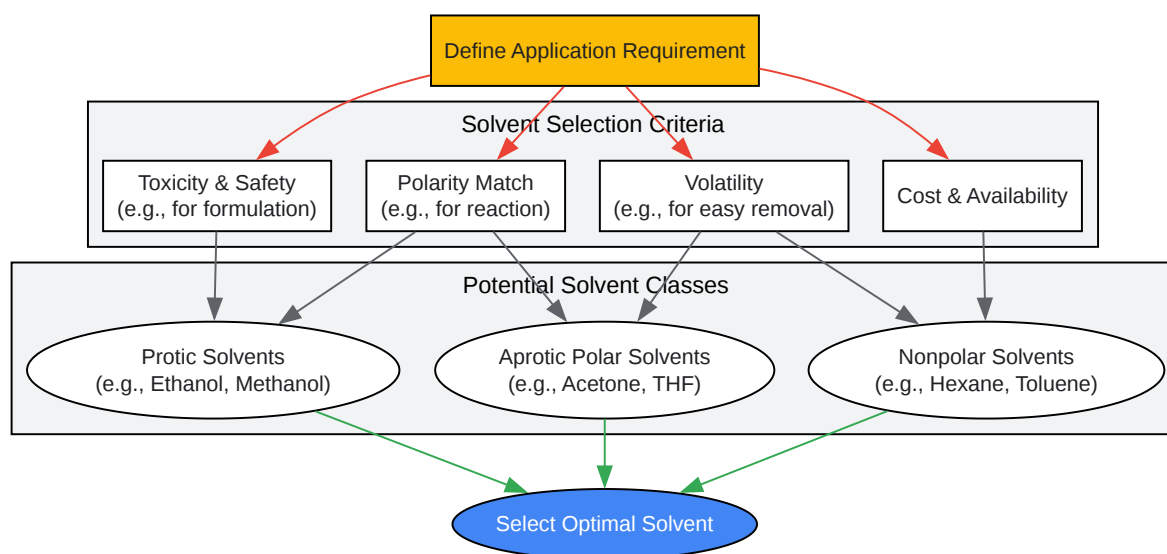 Define Application Requirement
Solvent Selection Criteria
Toxicity & Safety
(e.g., for formulation)
Polarity Match
(e.g., for reaction)
Volatility
(e.g., for easy removal)
Cost & Availability
Potential Solvent Classes
Protic Solvents
(e.g., Ethanol, Methanol)
Aprotic Polar Solvents
(e.g., Acetone, THF)
Nonpolar Solvents
(e.g., Hexane, Toluene)
Select Optimal Solvent